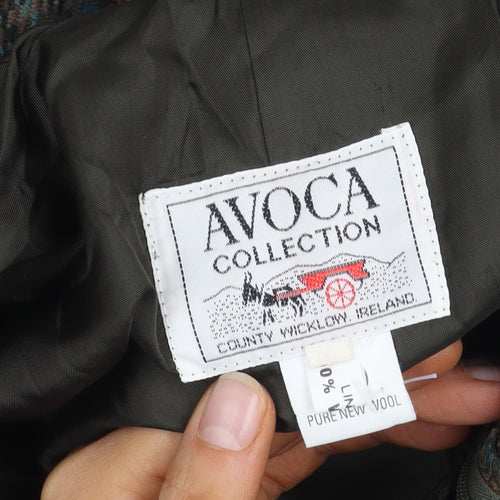 AVOCA
COLLECTION
COUNTY WICKLOW, IRELAND.
PURE NEW WOOL